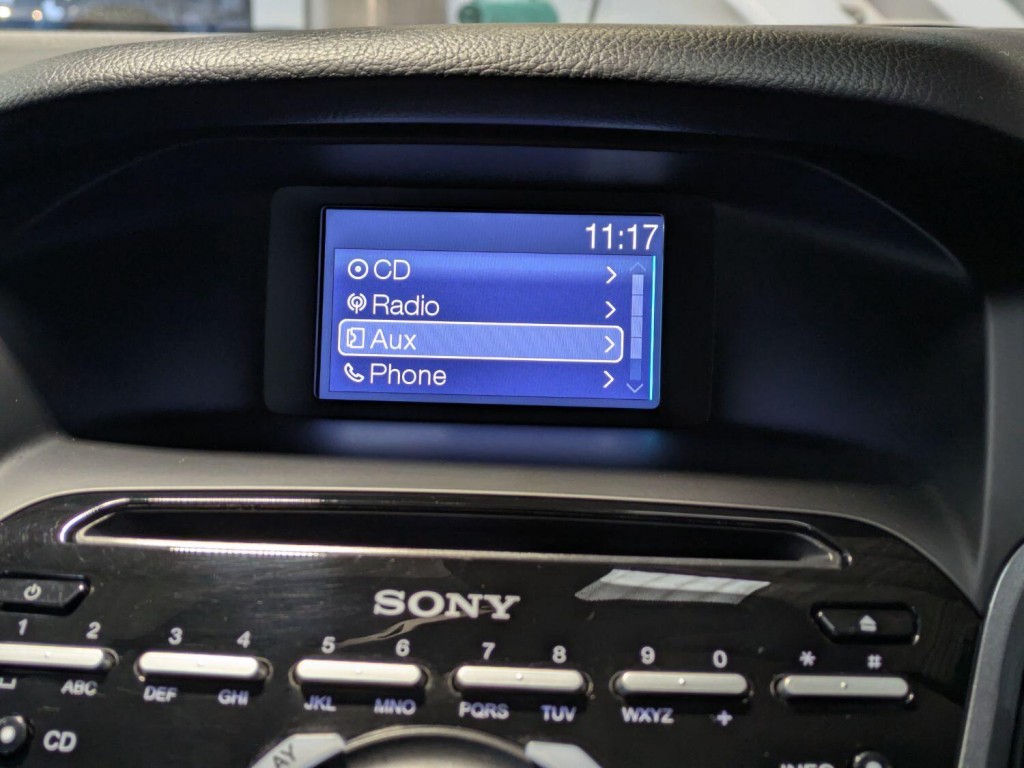 11:17
CD
Radio
Aux
Phone
SONY
1 2 3 4 5 6 7 8 9 0 * #
ABC DEF GHI JKL MNO PQRS TUV WXYZ +
CD
INFO